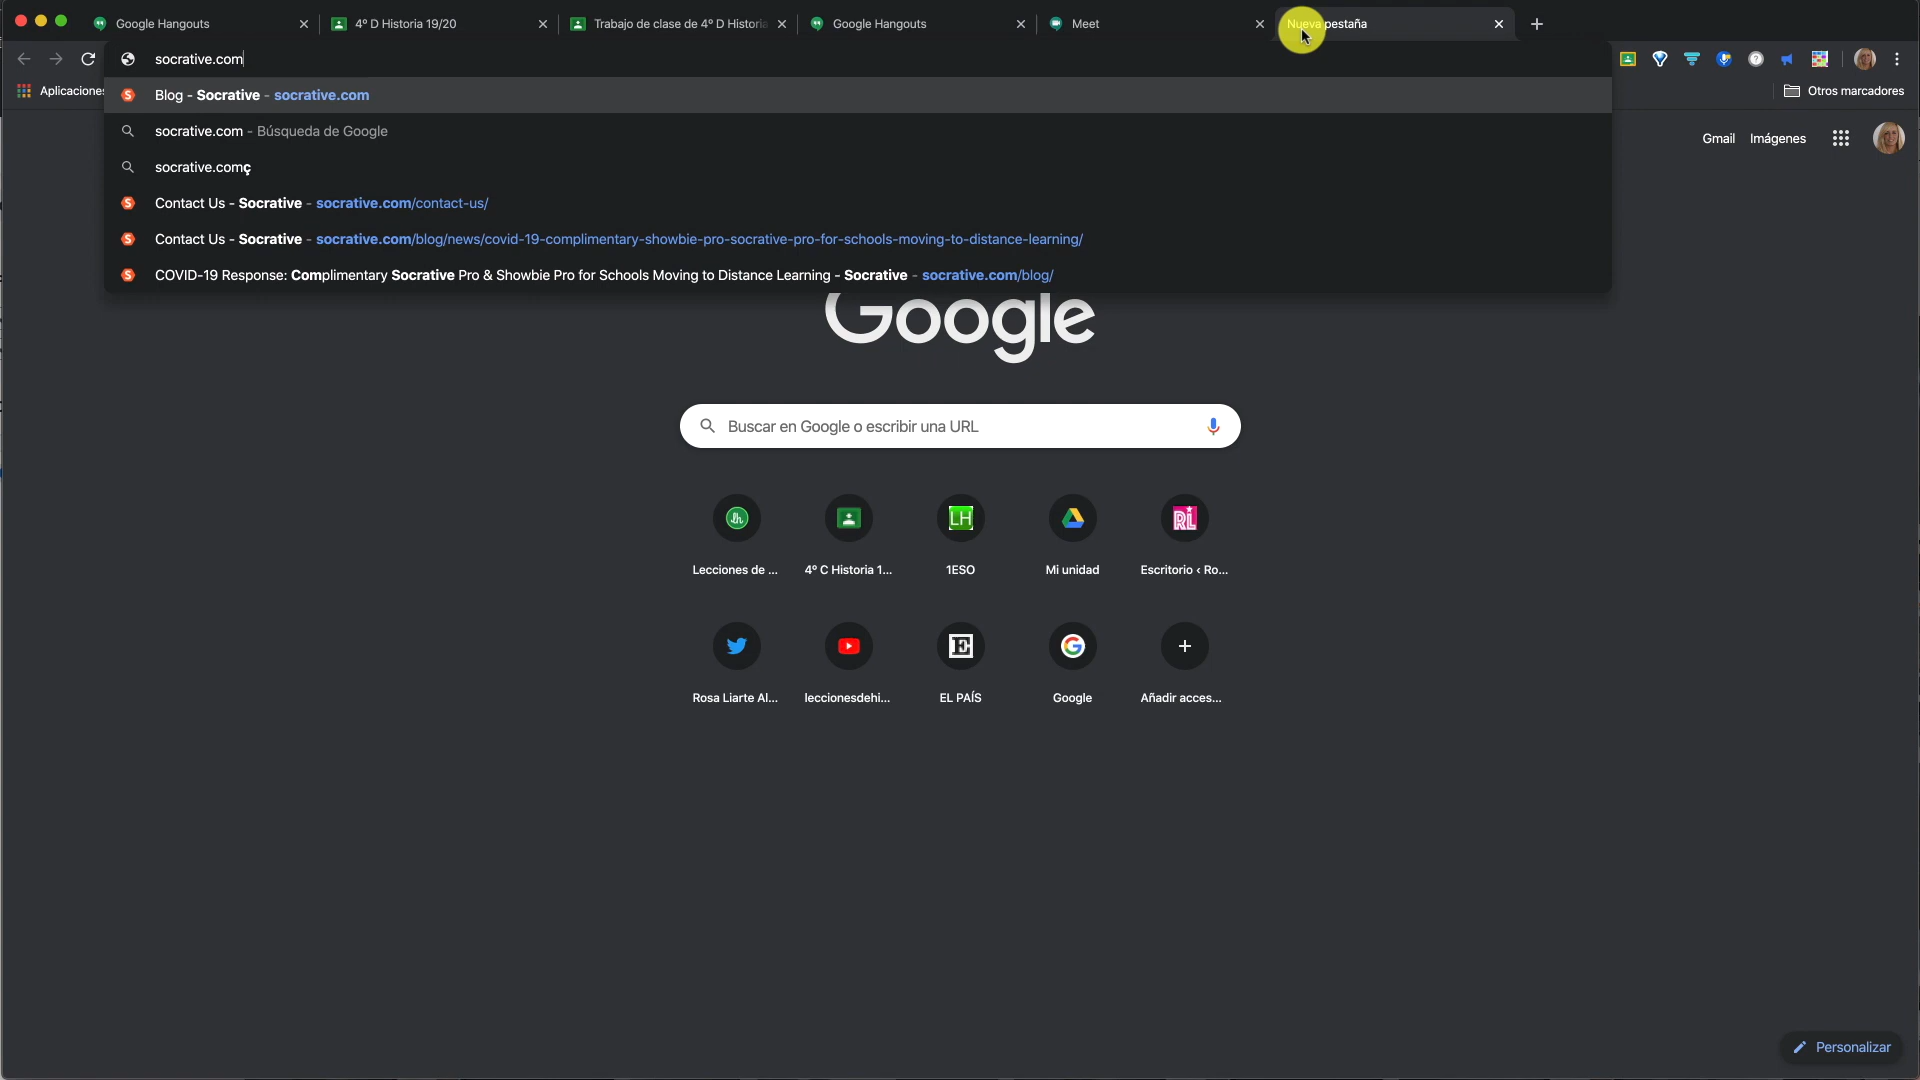 Google Hangouts
4º D Historia 19/20
Trabajo de clase de 4º D Historia
Google Hangouts
Meet
Nueva pestaña
socrative.com
Aplicaciones
Otros marcadores
Blog - Socrative - socrative.com
socrative.com - Búsqueda de Google
socrative.comç
Contact Us - Socrative - socrative.com/contact-us/
Contact Us - Socrative - socrative.com/blog/news/covid-19-complimentary-showbie-pro-socrative-pro-for-schools-moving-to-distance-learning/
COVID-19 Response: Complimentary Socrative Pro & Showbie Pro for Schools Moving to Distance Learning - Socrative - socrative.com/blog/
Gmail Imágenes
Google
Buscar en Google o escribir una URL
LH
RL
Lecciones de ...
4º C Historia 1...
1ESO
Mi unidad
Escritorio ‹ Ro...
Rosa Liarte Al...
leccionesdehi...
EL PAÍS
Google
Añadir acces...
Personalizar